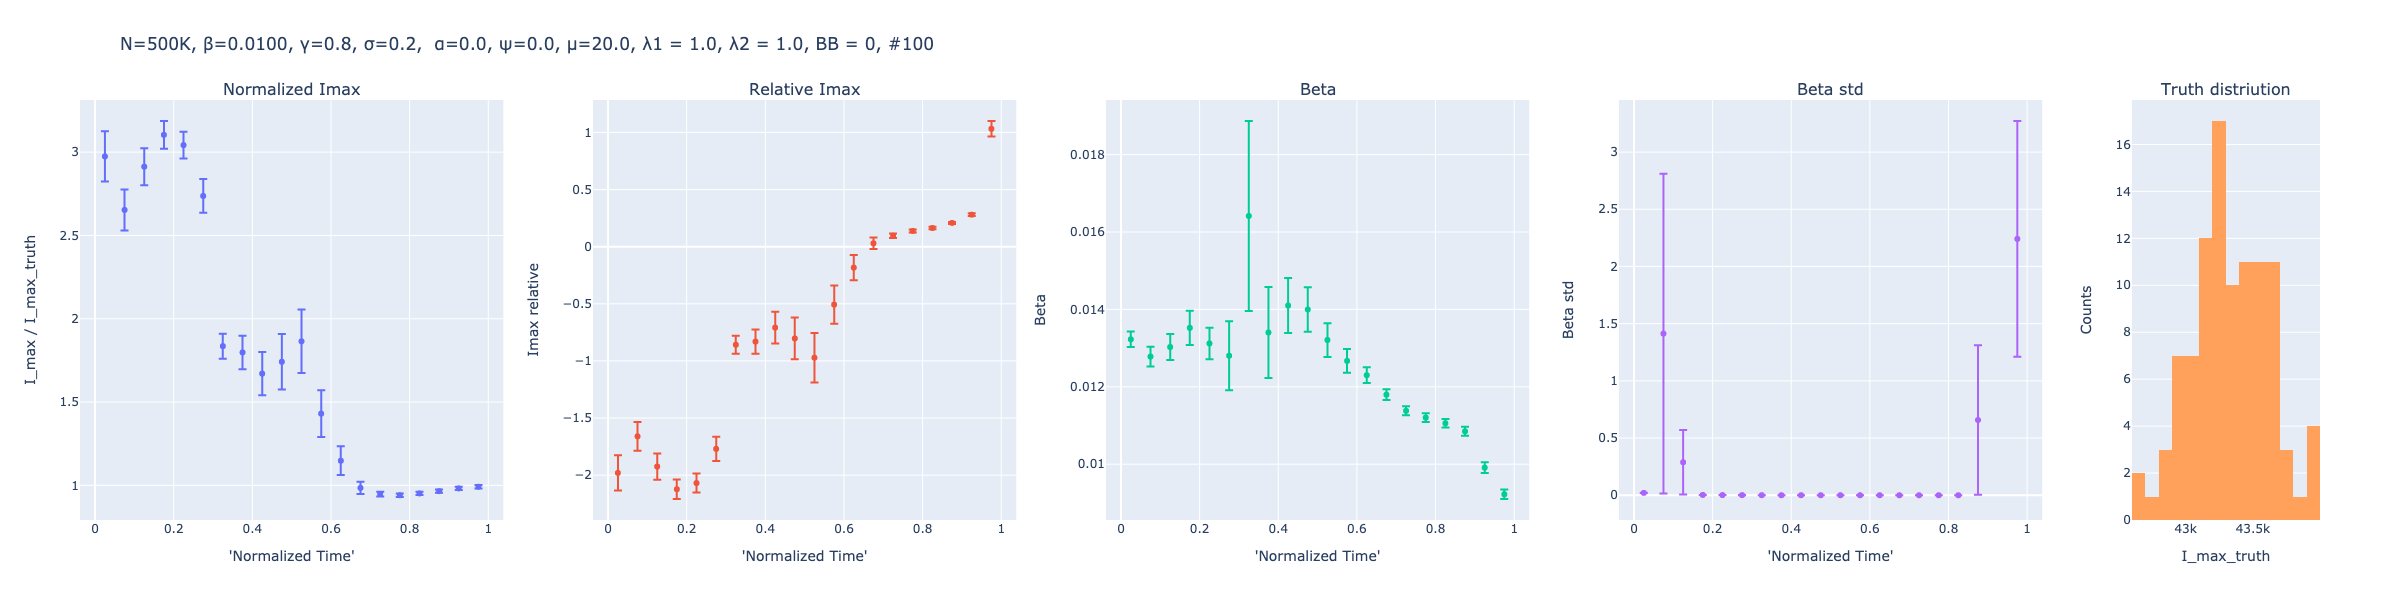 N=500K, β=0.0100, γ=0.8, σ=0.2,  α=0.0, ψ=0.0, μ=20.0, λ1 = 1.0, λ2 = 1.0, BB = 0, #100
Normalized Imax
I_max / I_max_truth
3
2.5
2
1.5
1
0 0.2 0.4 0.6 0.8 1
'Normalized Time'
Relative Imax
Imax relative
1
0.5
0
−0.5
−1
−1.5
−2
0 0.2 0.4 0.6 0.8 1
'Normalized Time'
Beta
Beta
0.018
0.016
0.014
0.012
0.01
0 0.2 0.4 0.6 0.8 1
'Normalized Time'
Beta std
Beta std
3
2.5
2
1.5
1
0.5
0
0 0.2 0.4 0.6 0.8 1
'Normalized Time'
Truth distriution
Counts
16
14
12
10
8
6
4
2
0
43k 43.5k
I_max_truth